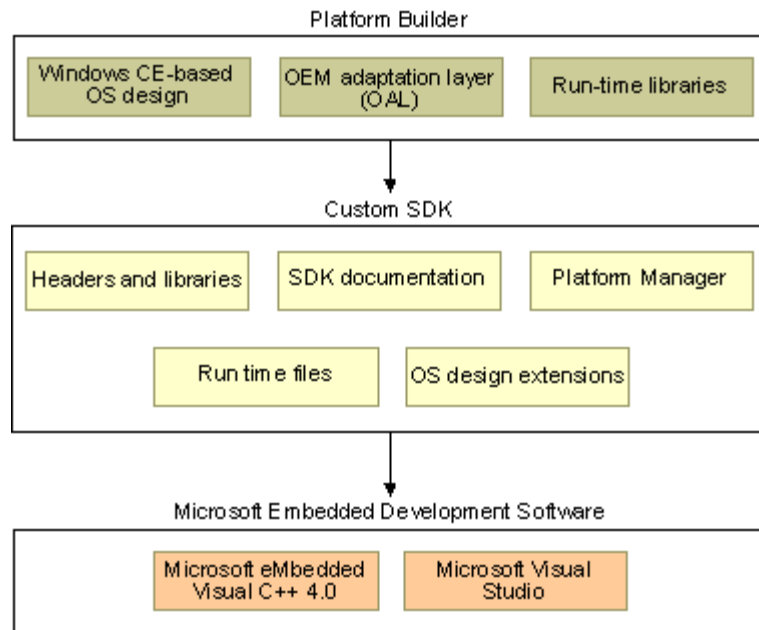 Platform Builder
Windows CE-based
OS design
OEM adaptation layer
(OAL)
Run-time libraries
Custom SDK
Headers and libraries
SDK documentation
Platform Manager
Run time files
OS design extensions
Microsoft Embedded Development Software
Microsoft eMbedded
Visual C++ 4.0
Microsoft Visual
Studio